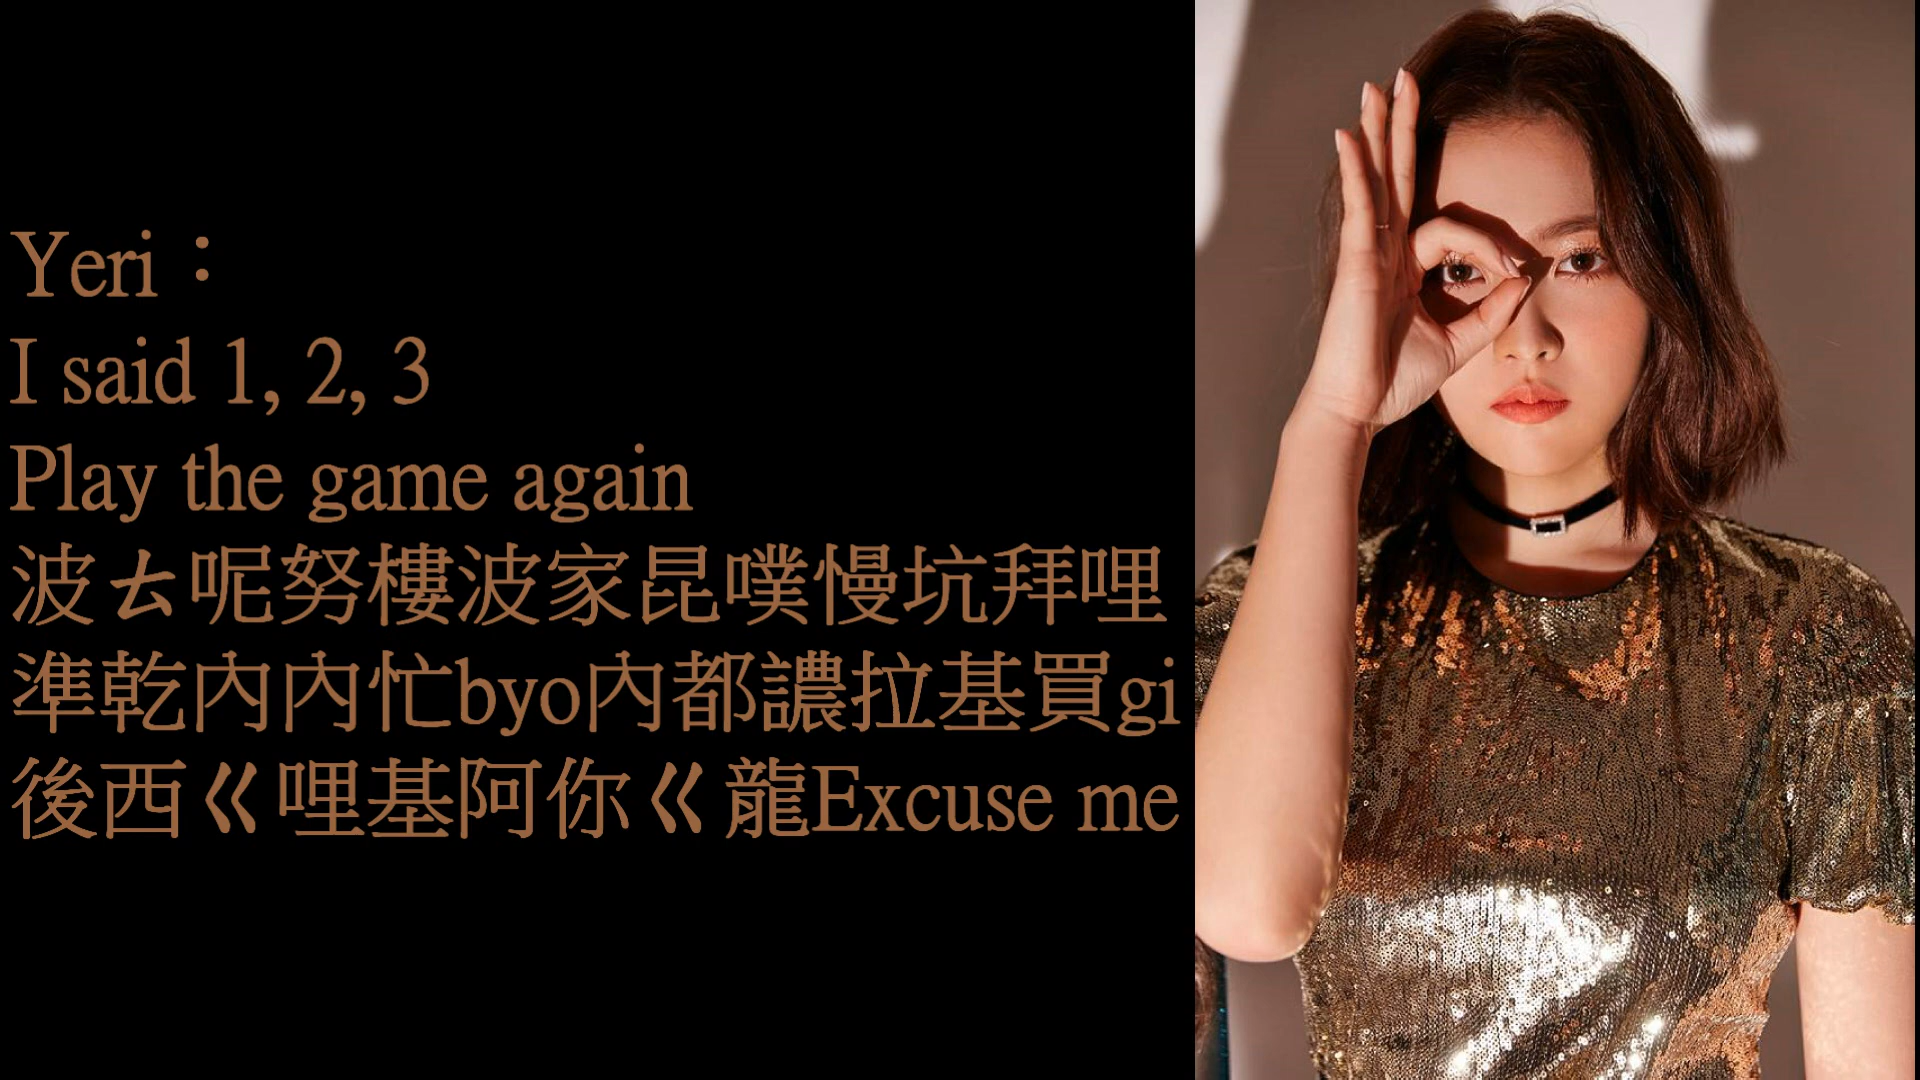 Yeri：
I said 1, 2, 3
Play the game again
波ㄊ呢努樓波家昆噗慢坑拜哩
準乾內內忙byo內都譨拉基買gi
後西ㄍ哩基阿你ㄍ龍Excuse me